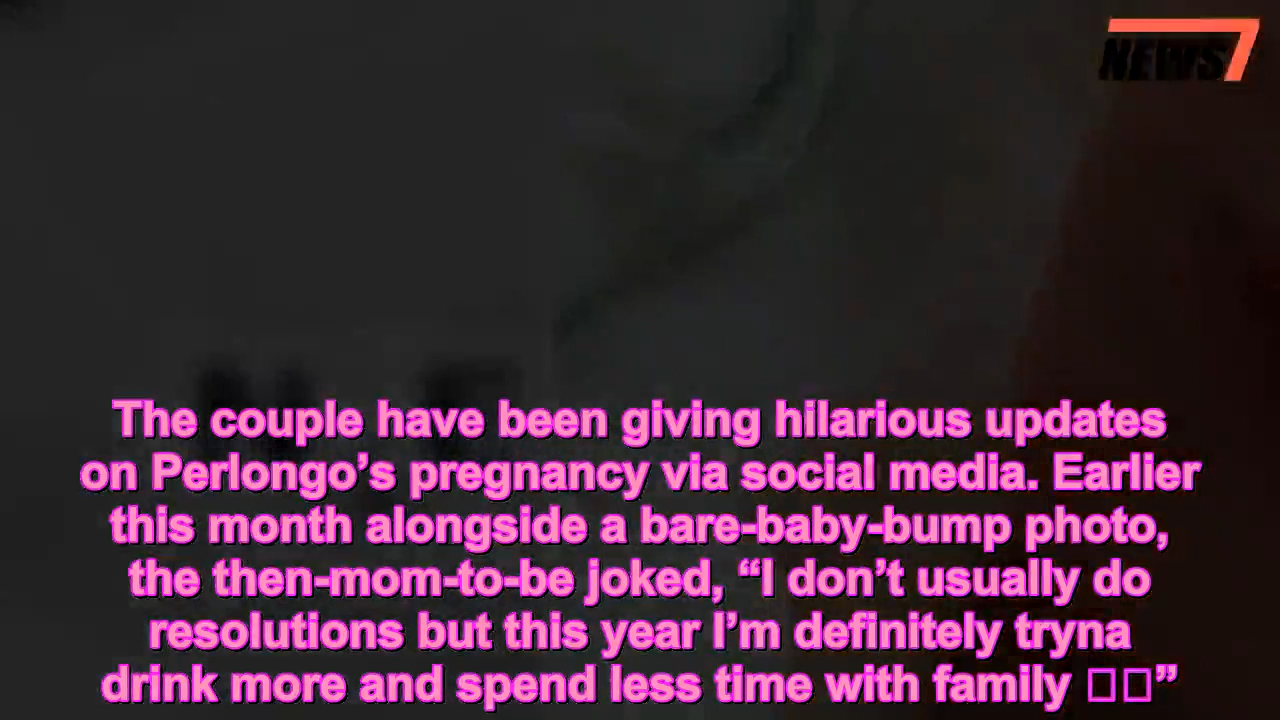 NEWS7
The couple have been giving hilarious updates
on Perlongo’s pregnancy via social media. Earlier
this month alongside a bare-baby-bump photo,
the then-mom-to-be joked, “I don’t usually do
resolutions but this year I’m definitely tryna
drink more and spend less time with family □□”